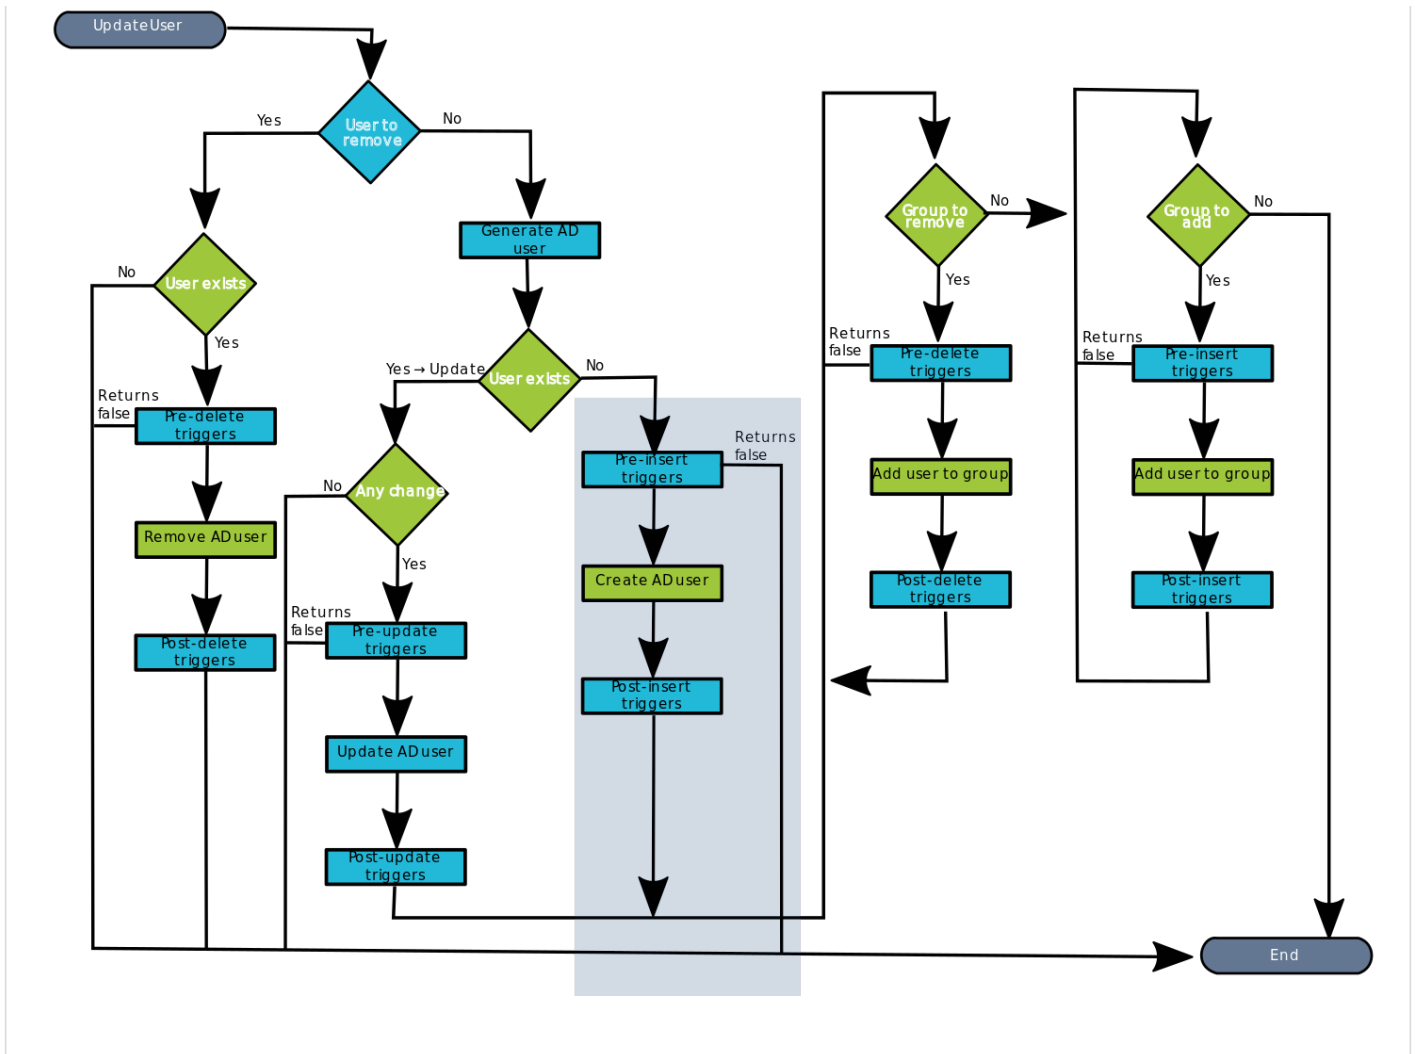 UpdateUser
User to
remove
Yes
No
Generate AD
user
User exists
No
Yes
Returns
false
Pre-delete
triggers
Remove AD user
Post-delete
triggers
User exists
Yes → Update
No
Any change
No
Yes
Returns
false
Pre-update
triggers
Update AD user
Post-update
triggers
Returns
false
Pre-insert
triggers
Create AD user
Post-insert
triggers
Group to
remove
No
Yes
Returns
false
Pre-delete
triggers
Add user to group
Post-delete
triggers
Group to
add
No
Yes
Returns
false
Pre-insert
triggers
Add user to group
Post-insert
triggers
End